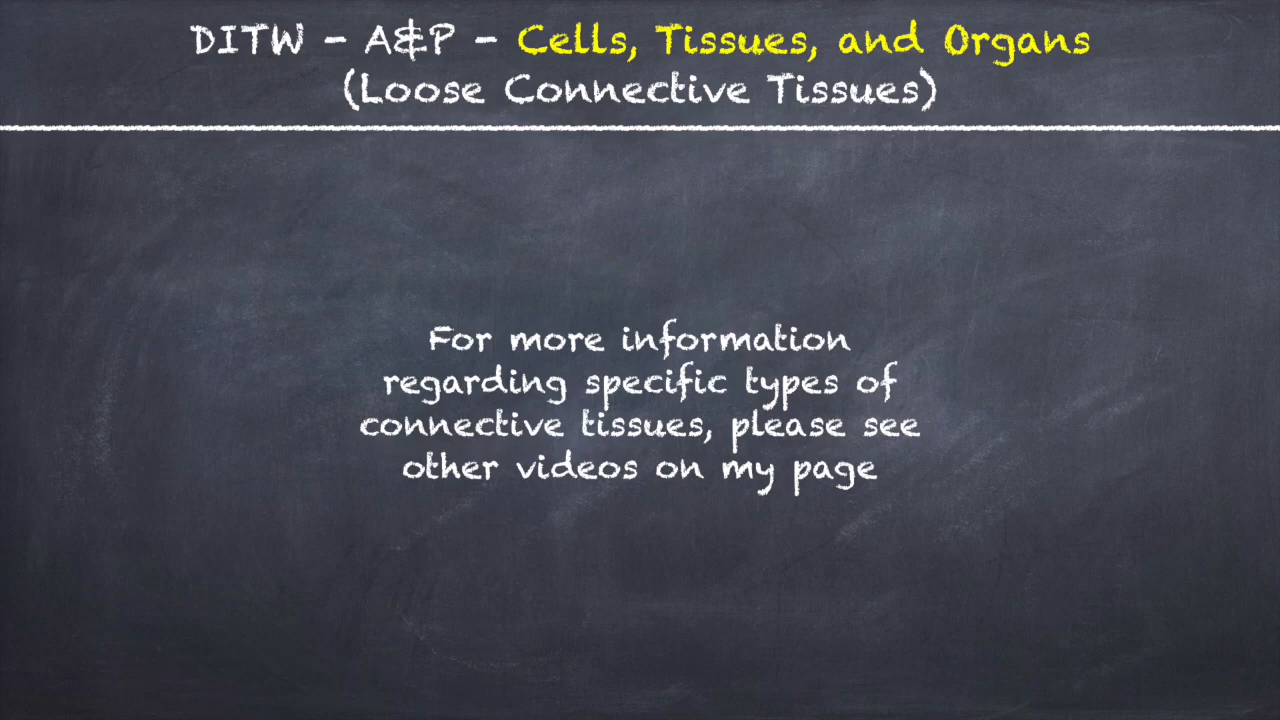 DITW - A&P - Cells, Tissues, and Organs
(Loose Connective Tissues)
For more information
regarding specific types of
connective tissues, please see
other videos on my page